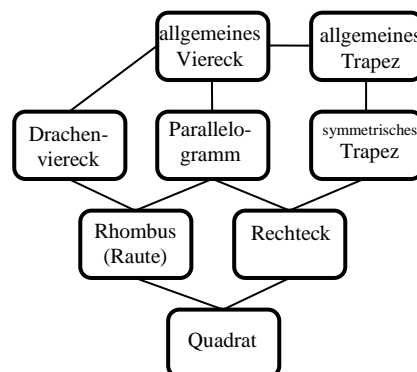 allgemeines
Viereck
allgemeines
Trapez
Drachen-
viereck
Parallelo-
gramm
symmetrisches
Trapez
Rhombus
(Raute)
Rechteck
Quadrat